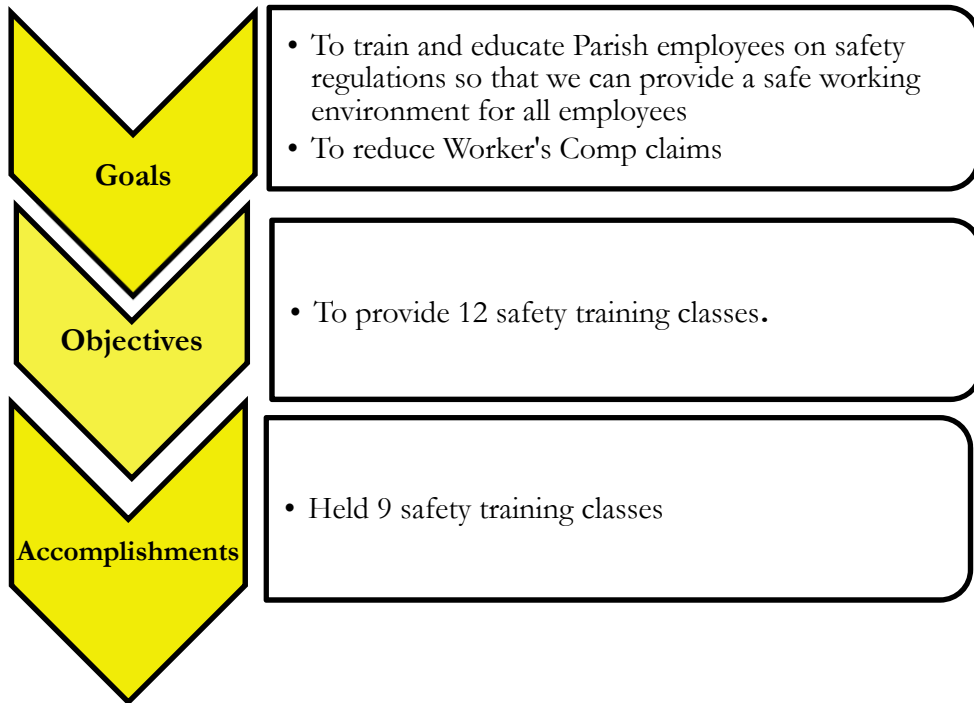 Goals
• To train and educate Parish employees on safety
regulations so that we can provide a safe working
environment for all employees
• To reduce Worker's Comp claims
Objectives
• To provide 12 safety training classes.
Accomplishments
• Held 9 safety training classes